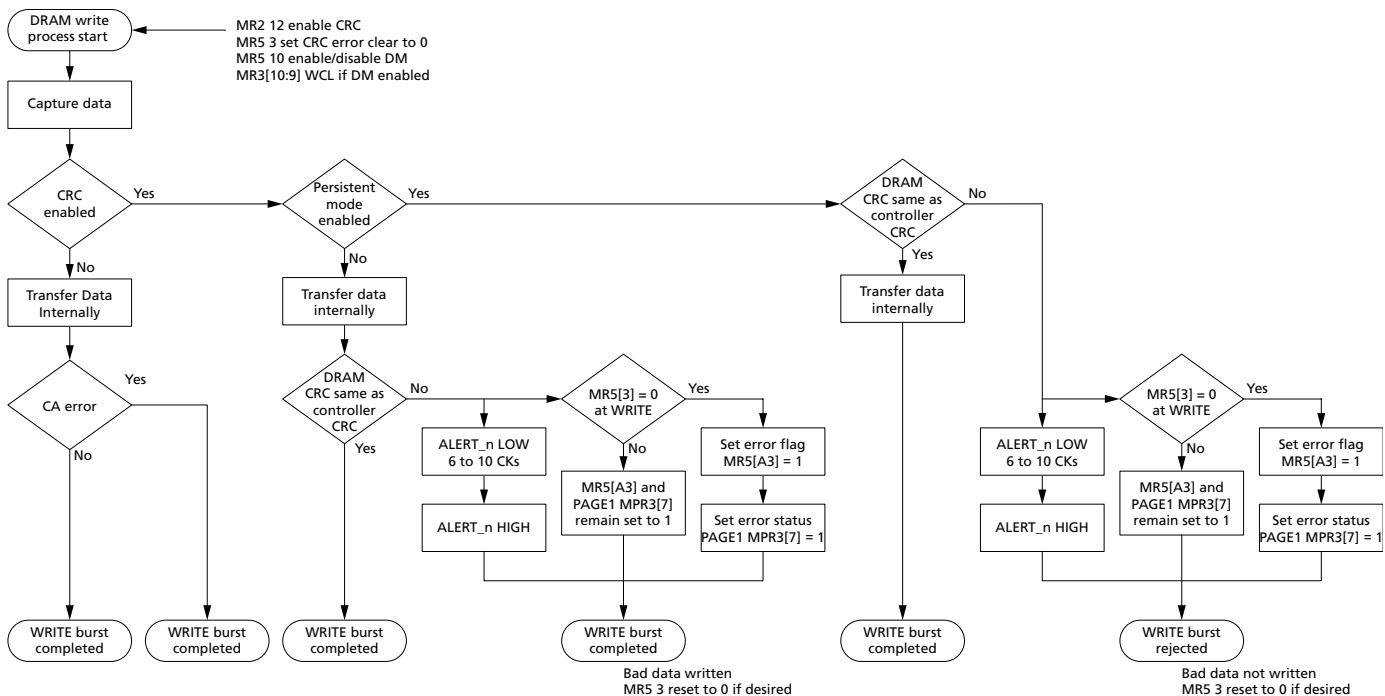 DRAM write
process start
MR2 12 enable CRC
MR5 3 set CRC error clear to 0
MR5 10 enable/disable DM
MR3[10:9] WCL if DM enabled
Capture data
CRC
enabled
Yes
No
Persistent
mode
enabled
Yes
No
DRAM
CRC same as
controller
CRC
No
Yes
Transfer Data
Internally
Transfer data
internally
Transfer data
internally
CA error
Yes
No
DRAM
CRC same as
controller
CRC
No
Yes
MR5[3] = 0
at WRITE
Yes
No
ALERT_n LOW
6 to 10 CKs
ALERT_n HIGH
MR5[A3] and
PAGE1 MPR3[7]
remain set to 1
Set error flag
MR5[A3] = 1
Set error status
PAGE1 MPR3[7] = 1
MR5[3] = 0
at WRITE
Yes
No
ALERT_n LOW
6 to 10 CKs
ALERT_n HIGH
MR5[A3] and
PAGE1 MPR3[7]
remain set to 1
Set error flag
MR5[A3] = 1
Set error status
PAGE1 MPR3[7] = 1
WRITE burst
completed
WRITE burst
completed
WRITE burst
completed
WRITE burst
completed
Bad data written
MR5 3 reset to 0 if desired
WRITE burst
completed
WRITE burst
rejected
Bad data not written
MR5 3 reset to 0 if desired